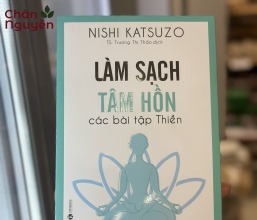 Chân
Nguyên
NISHI KATSUZO
TS. Trương Thị Thảo dịch
LÀM SẠCH
TÂM HỒN
các bài tập Thiền